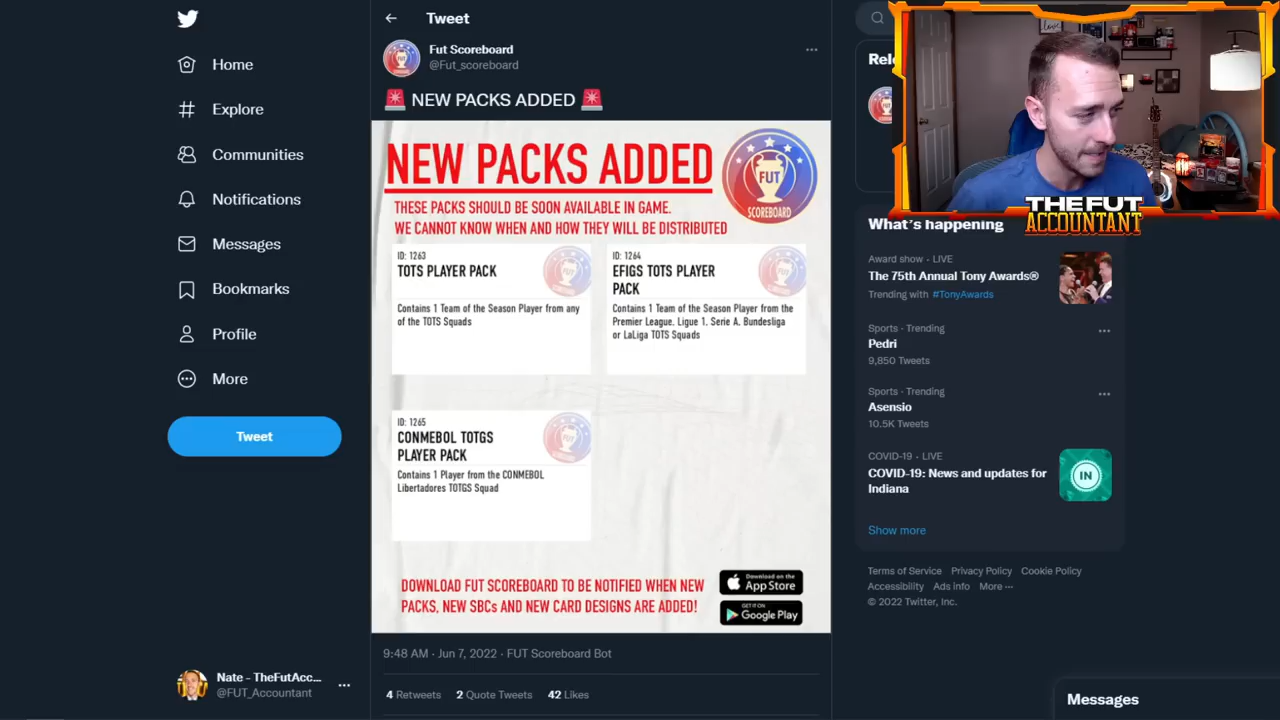 Tweet
Fut Scoreboard
@Fut_scoreboard
🚨 NEW PACKS ADDED 🚨
NEW PACKS ADDED
FUT
SCOREBOARD
THESE PACKS SHOULD BE SOON AVAILABLE IN GAME.
WE CANNOT KNOW WHEN AND HOW THEY WILL BE DISTRIBUTED
ID: 1263
TOTS PLAYER PACK
Contains 1 Team of the Season Player from any
of the TOTS Squads
ID: 1264
EFIGS TOTS PLAYER
PACK
Contains 1 Team of the Season Player from the
Premier League, Ligue 1, Serie A, Bundesliga
or LaLiga TOTS Squads
ID: 1265
CONMEBOL TOTGS
PLAYER PACK
Contains 1 Player from the CONMEBOL
Libertadores TOTGS Squad
DOWNLOAD FUT SCOREBOARD TO BE NOTIFIED WHEN NEW
PACKS, NEW SBCs AND NEW CARD DESIGNS ARE ADDED!
Download on the
App Store
GET IT ON
Google Play
9:48 AM · Jun 7, 2022 · FUT Scoreboard Bot
4 Retweets 2 Quote Tweets 42 Likes
Home
Explore
Communities
Notifications
Messages
Bookmarks
Profile
More
Tweet
Nate - TheFutAcc...
@FUT_Accountant
THE FUT
ACCOUNTANT
What's happening
Award show · LIVE
The 75th Annual Tony Awards®
Trending with #TonyAwards
Sports · Trending
Pedri
9,850 Tweets
Sports · Trending
Asensio
10.5K Tweets
COVID-19 · LIVE
COVID-19: News and updates for
Indiana
IN
Show more
Terms of Service Privacy Policy Cookie Policy
Accessibility Ads info More ···
© 2022 Twitter, Inc.
Messages